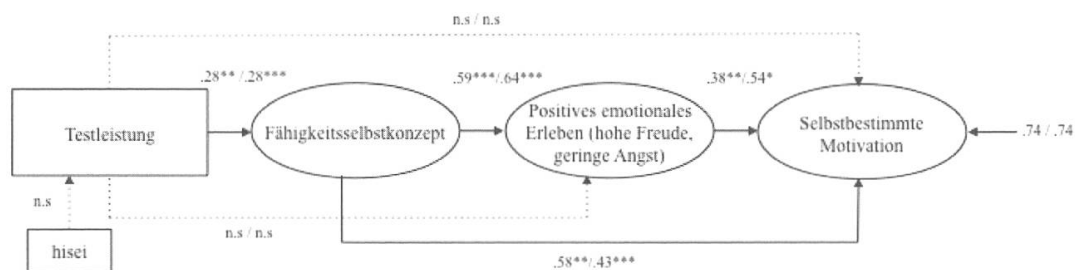 n.s / n.s
.28**/.28***
.59***/.64***
.38**/.54*
Testleistung
Fähigkeitsselbstkonzept
Positives emotionales
Erleben (hohe Freude,
geringe Angst)
Selbstbestimmte
Motivation
.74 / .74
n.s
n.s / n.s
hisei
.58**/.43***